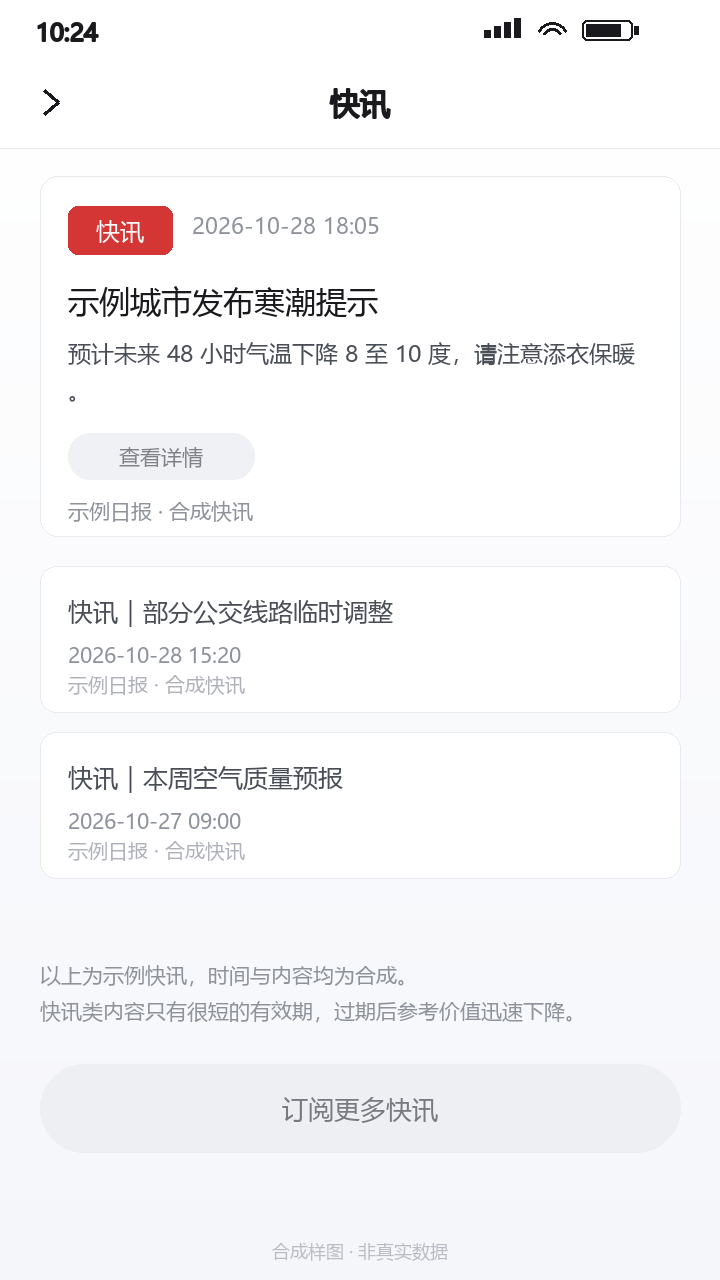 10:24
快讯
快讯 2026-10-28 18:05
示例城市发布寒潮提示
预计未来 48 小时气温下降 8 至 10 度，请注意添衣保暖
。
查看详情
示例日报 · 合成快讯
快讯｜部分公交线路临时调整
2026-10-28 15:20
示例日报 · 合成快讯
快讯｜本周空气质量预报
2026-10-27 09:00
示例日报 · 合成快讯
以上为示例快讯，时间与内容均为合成。
快讯类内容只有很短的有效期，过期后参考价值迅速下降。
订阅更多快讯
合成样图 · 非真实数据